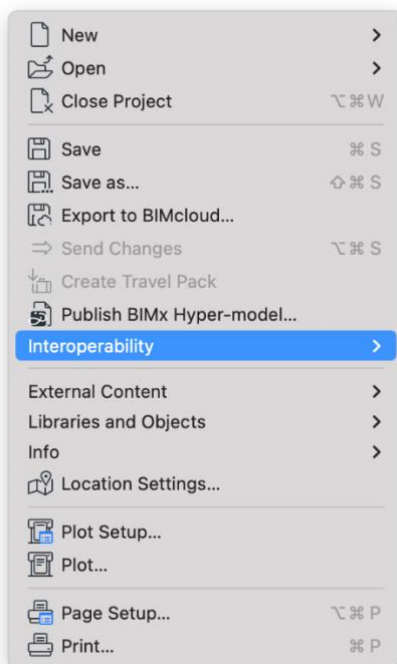 New
Open
Close Project ⌥⌘W
Save ⌘ S
Save as... ⇧⌘ S
Export to BIMcloud...
Send Changes ⌥⌘ S
Create Travel Pack
Publish BIMx Hyper-model...
Interoperability
External Content
Libraries and Objects
Info
Location Settings...
Plot Setup...
Plot...
Page Setup... ⌥⌘ P
Print... ⌘ P